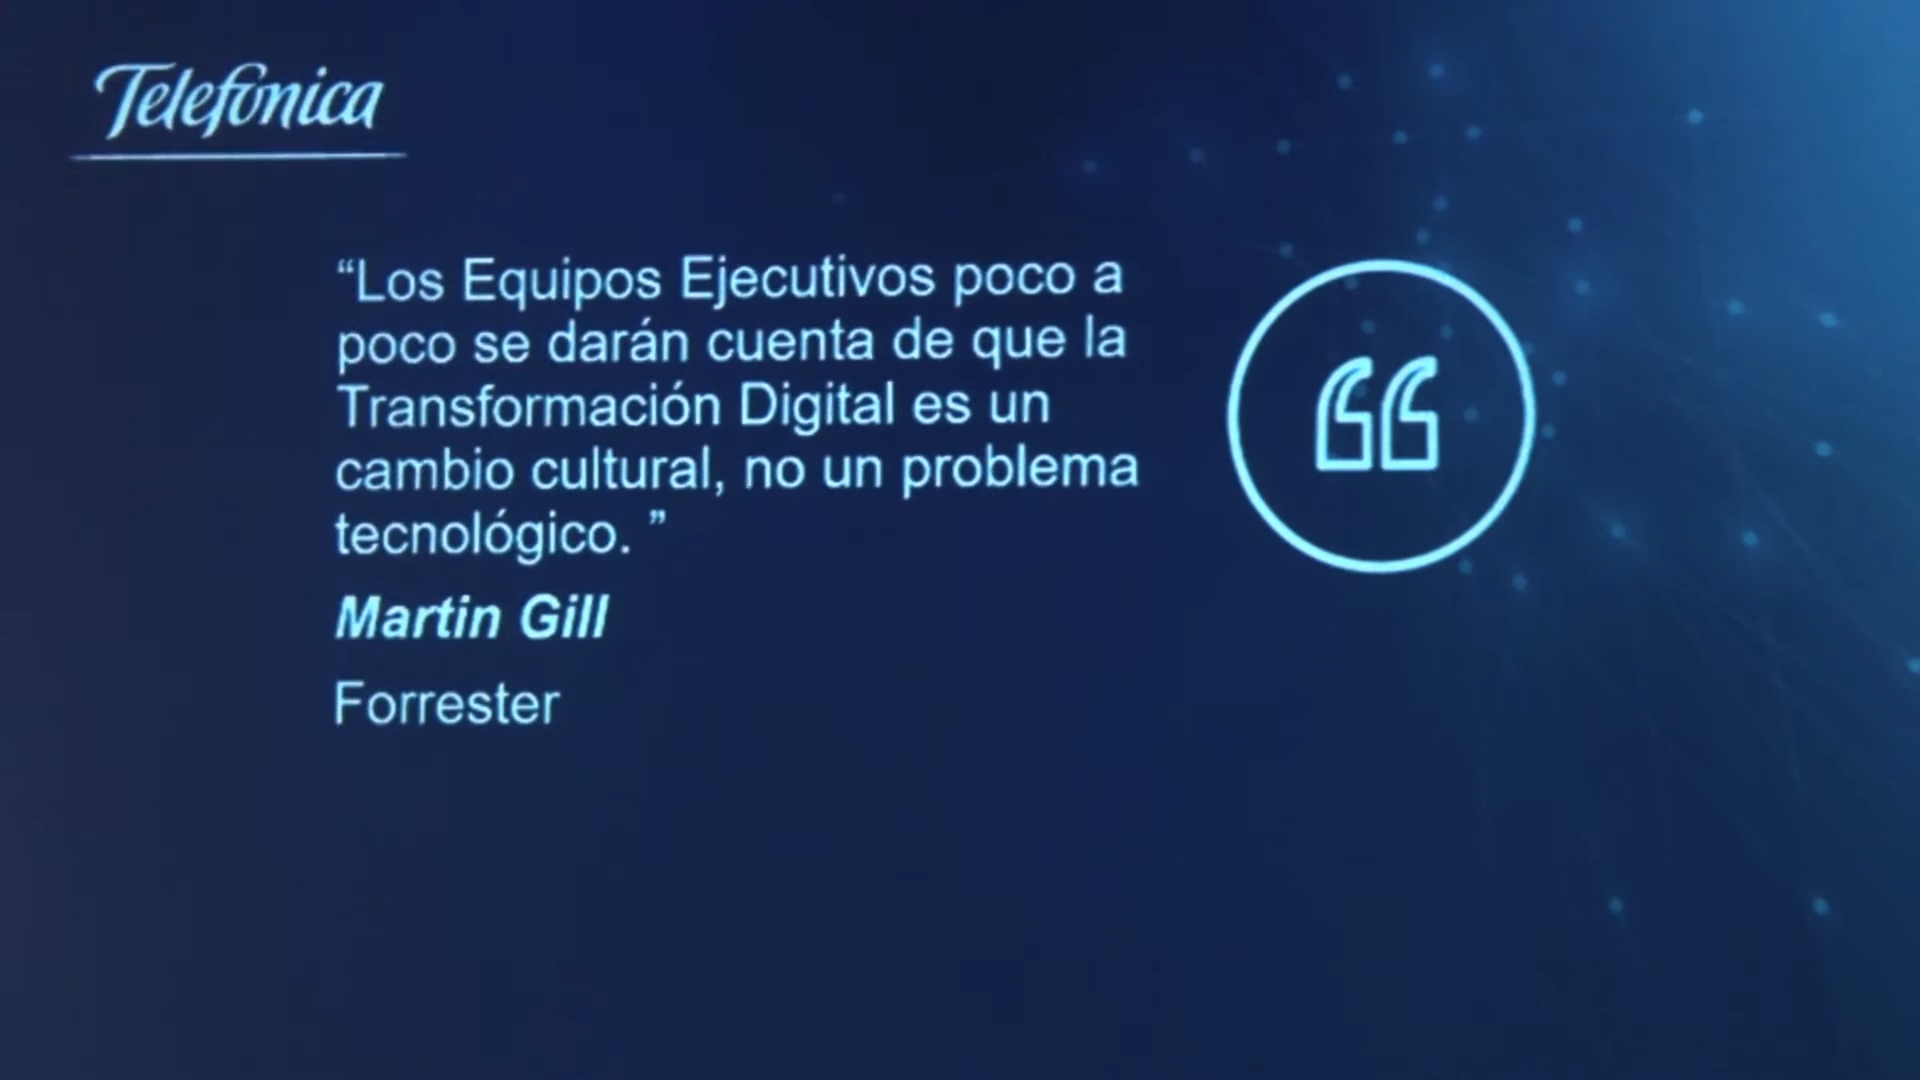 Telefónica
“Los Equipos Ejecutivos poco a
poco se darán cuenta de que la
Transformación Digital es un
cambio cultural, no un problema
tecnológico. ”
Martin Gill
Forrester